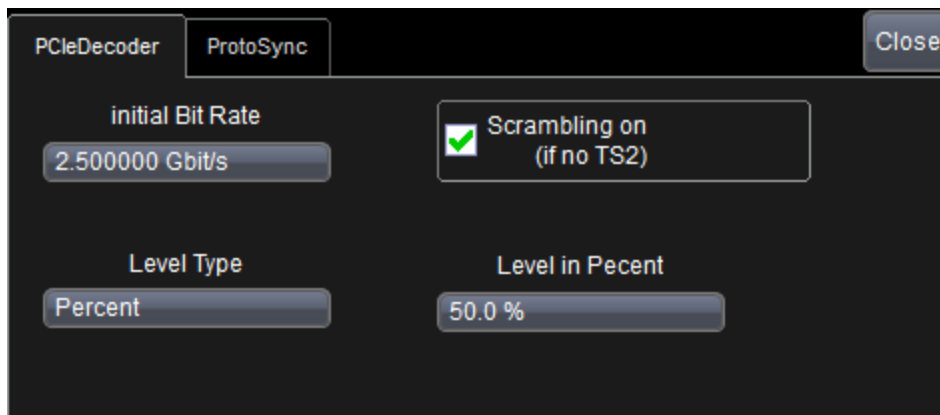 PCIeDecoder
ProtoSync
Close
initial Bit Rate
2.500000 Gbit/s
Scrambling on
(if no TS2)
Level Type
Percent
Level in Pecent
50.0 %